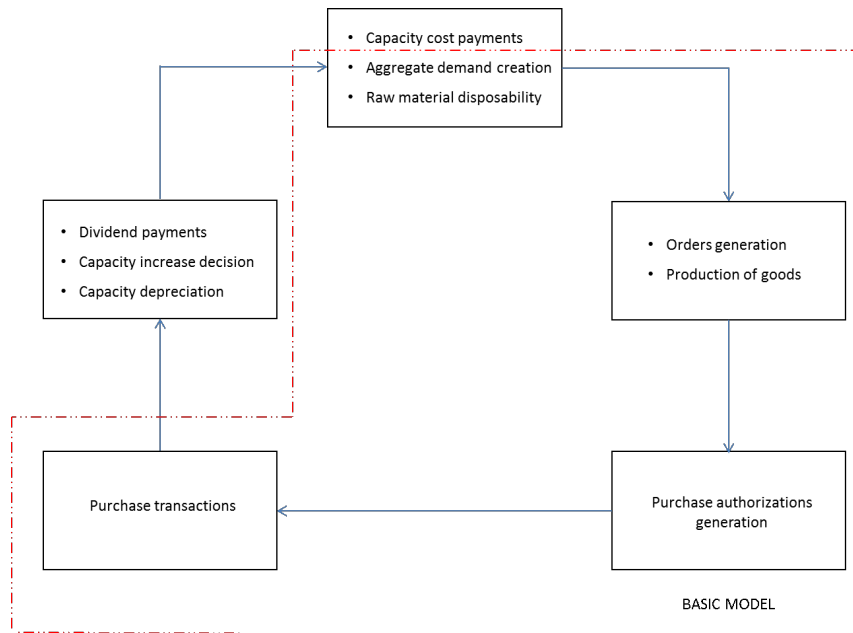 • Capacity cost payments
• Aggregate demand creation
• Raw material disposability
• Dividend payments
• Capacity increase decision
• Capacity depreciation
• Orders generation
• Production of goods
Purchase transactions
Purchase authorizations
generation
BASIC MODEL